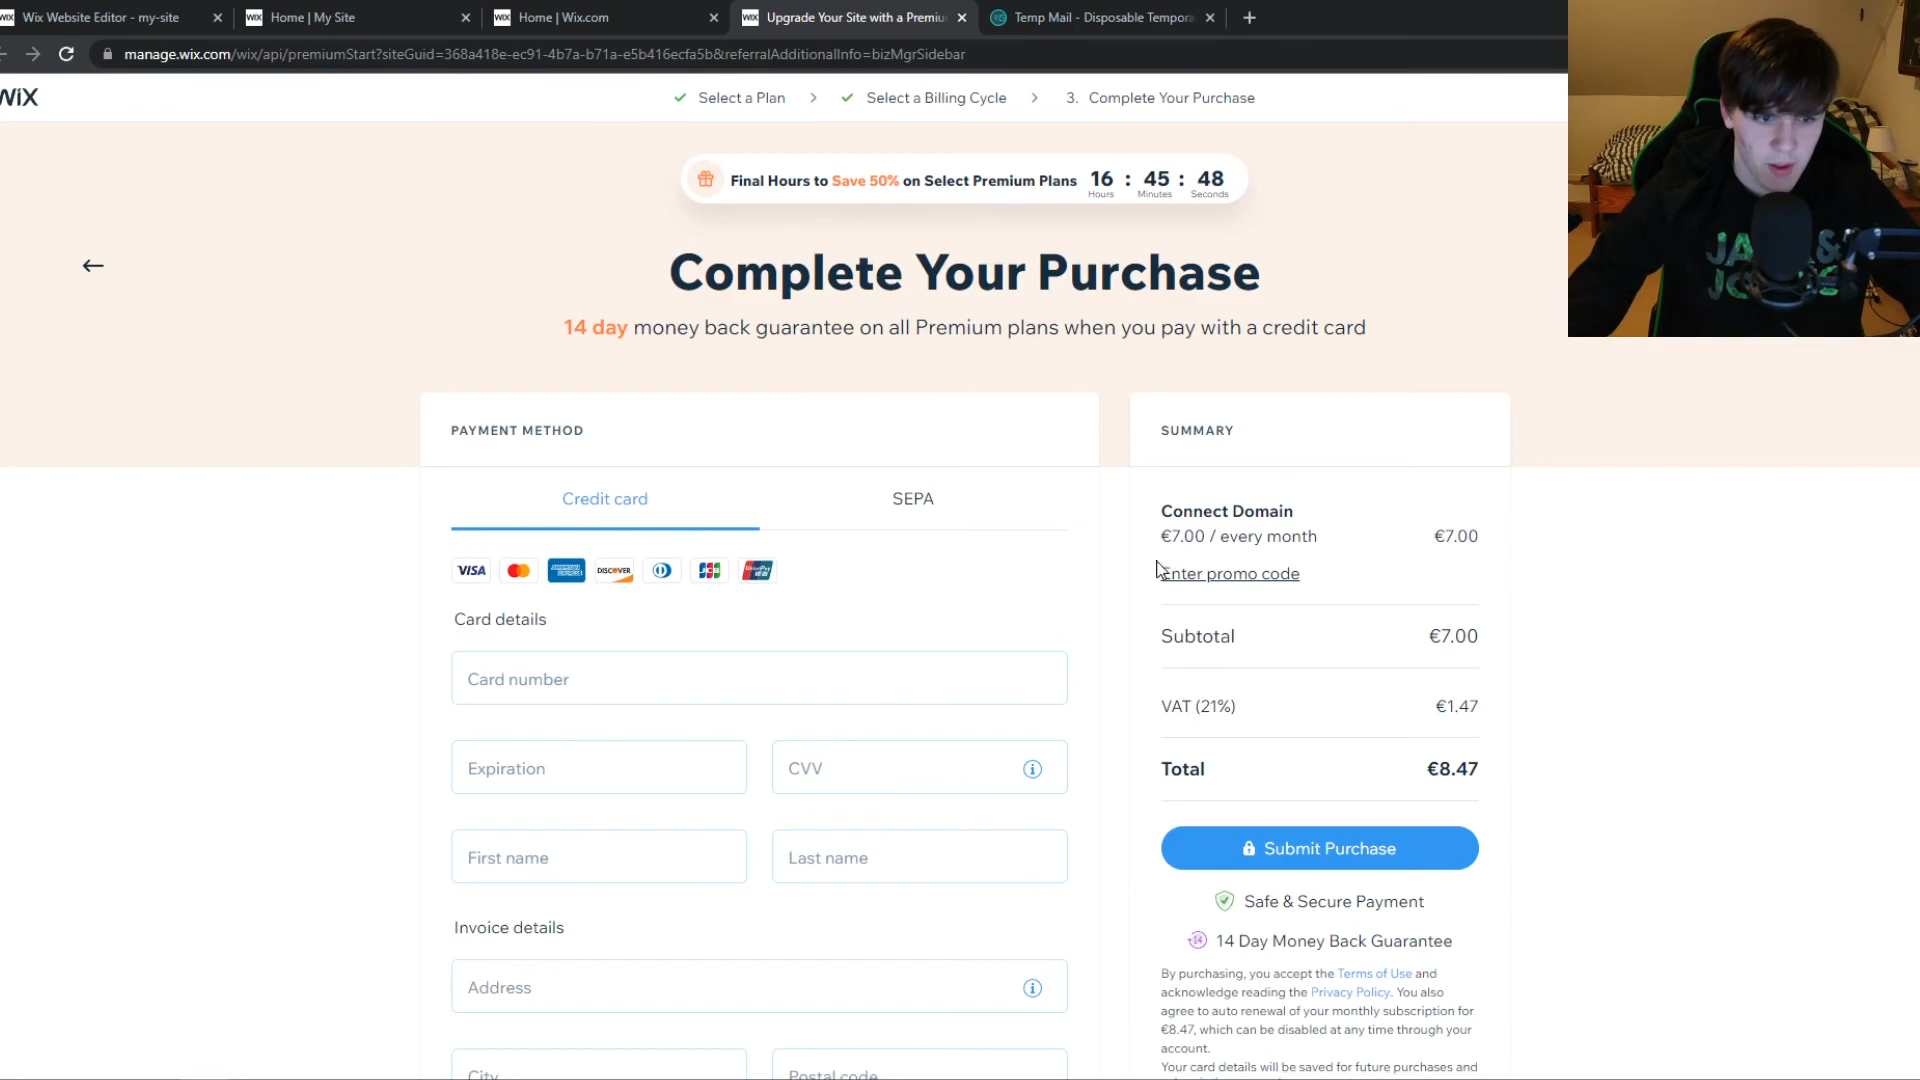 WIX Wix Website Editor - my-site
WIX Home | My Site
WIX Home | Wix.com
WIX Upgrade Your Site with a Premiu
Temp Mail - Disposable Tempora
manage.wix.com/wix/api/premiumStart?siteGuid=368a418e-ec91-4b7a-b71a-e5b416ecfa5b&referralAdditionalInfo=bizMgrSidebar
WiX
Select a Plan
Select a Billing Cycle
3. Complete Your Purchase
Final Hours to Save 50% on Select Premium Plans
16 : 45 : 48
Hours Minutes Seconds
Complete Your Purchase
14 day money back guarantee on all Premium plans when you pay with a credit card
PAYMENT METHOD
Credit card
SEPA
VISA
AMERICAN EXPRESS
DISCOVER
JCB
UnionPay
Card details
Card number
Expiration
CVV
First name
Last name
Invoice details
Address
City
Postal code
SUMMARY
Connect Domain
€7.00 / every month €7.00
Enter promo code
Subtotal €7.00
VAT (21%) €1.47
Total €8.47
Submit Purchase
Safe & Secure Payment
14 14 Day Money Back Guarantee
By purchasing, you accept the Terms of Use and
acknowledge reading the Privacy Policy. You also
agree to auto renewal of your monthly subscription for
€8.47, which can be disabled at any time through your
account.
Your card details will be saved for future purchases and